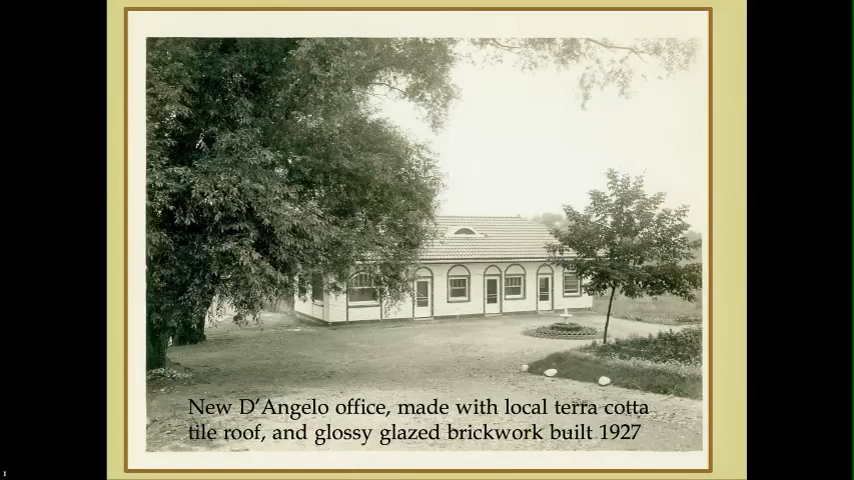 New D’Angelo office, made with local terra cotta
tile roof, and glossy glazed brickwork built 1927